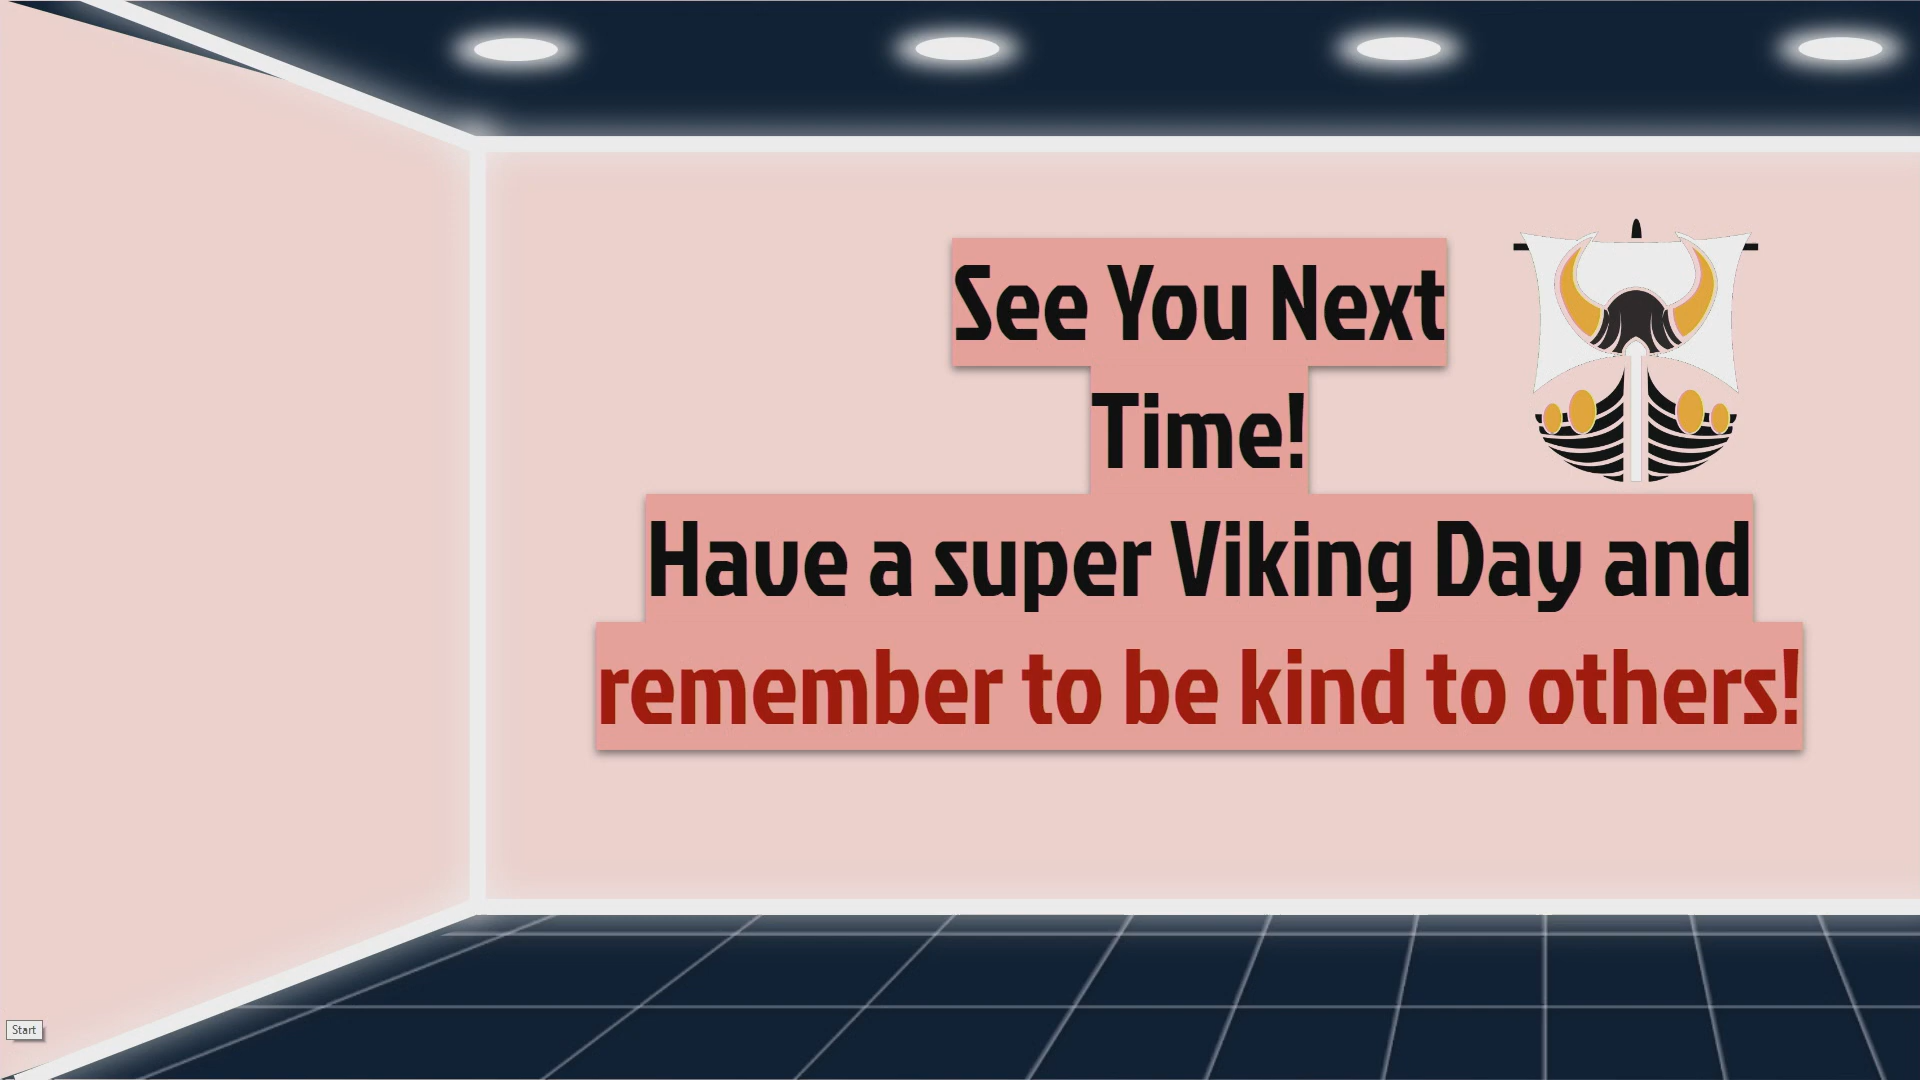 See You Next
Time!
Have a super Viking Day and
remember to be kind to others!
Start